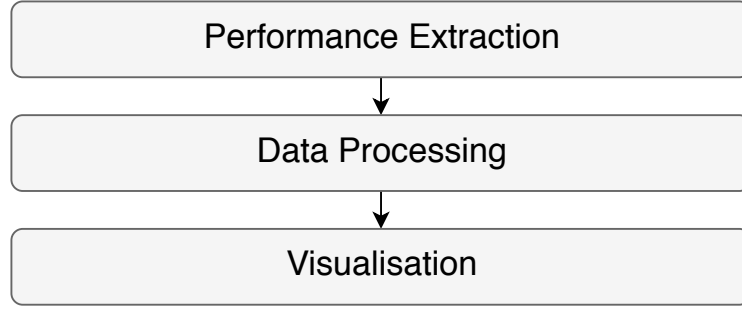 Performance Extraction
Data Processing
Visualisation